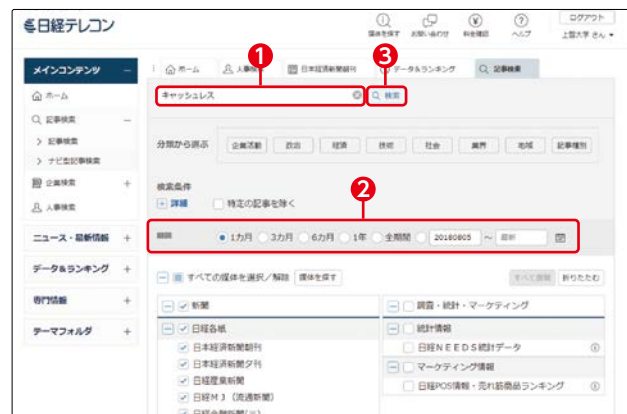 日経テレコン
媒体を探す お問い合わせ 料金確認 ヘルプ
ログアウト
上智大学 さん
メインコンテンツ
ホーム
記事検索
記事検索
ナビ型記事検索
企業検索
人事検索
ニュース・最新情報
データ&ランキング
専門情報
テーマフォルダ
ホーム 人事検索 日本経済新聞朝刊 データ&ランキング 記事検索
1
3
キャッシュレス 検索
分類から選ぶ 企業活動 政治 経済 技術 社会 業界 地域 記事種別
検索条件
詳細 特定の記事を除く
2
期間 1カ月 3カ月 6カ月 1年 全期間 20180805 ～ 最新
すべての媒体を選択/解除 媒体を探す すべて展開 折りたたむ
新聞
日経各紙
日本経済新聞朝刊
日本経済新聞夕刊
日経産業新聞
日経MJ(流通新聞)
調査・統計・マーケティング
統計情報
日経NEEDS統計データ
マーケティング情報
日経POS情報・売れ筋商品ランキング